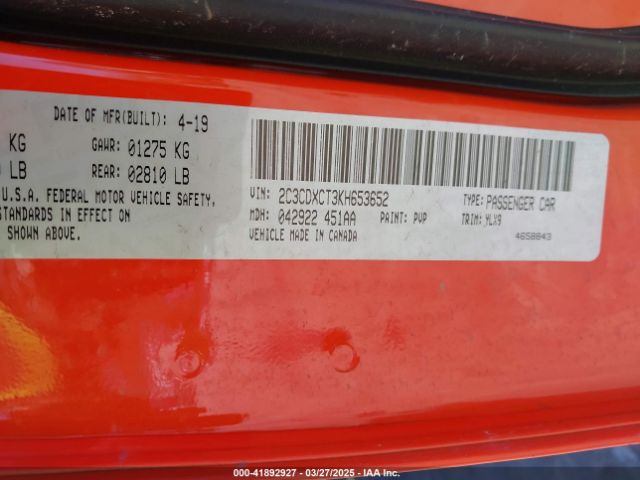 DATE OF MFR(BUILT): 4-19
KG GAWR: 01275 KG
LB REAR: 02810 LB
U.S.A. FEDERAL MOTOR VEHICLE SAFETY,
STANDARDS IN EFFECT ON
SHOWN ABOVE.
VIN: 2C3CDXCT3KH653652 TYPE: PASSENGER CAR
MDH: 042922 451AA PAINT: PVP TRIM: YLX9
VEHICLE MADE IN CANADA 4658843
000-41892927 - 03/27/2025 - IAA Inc.